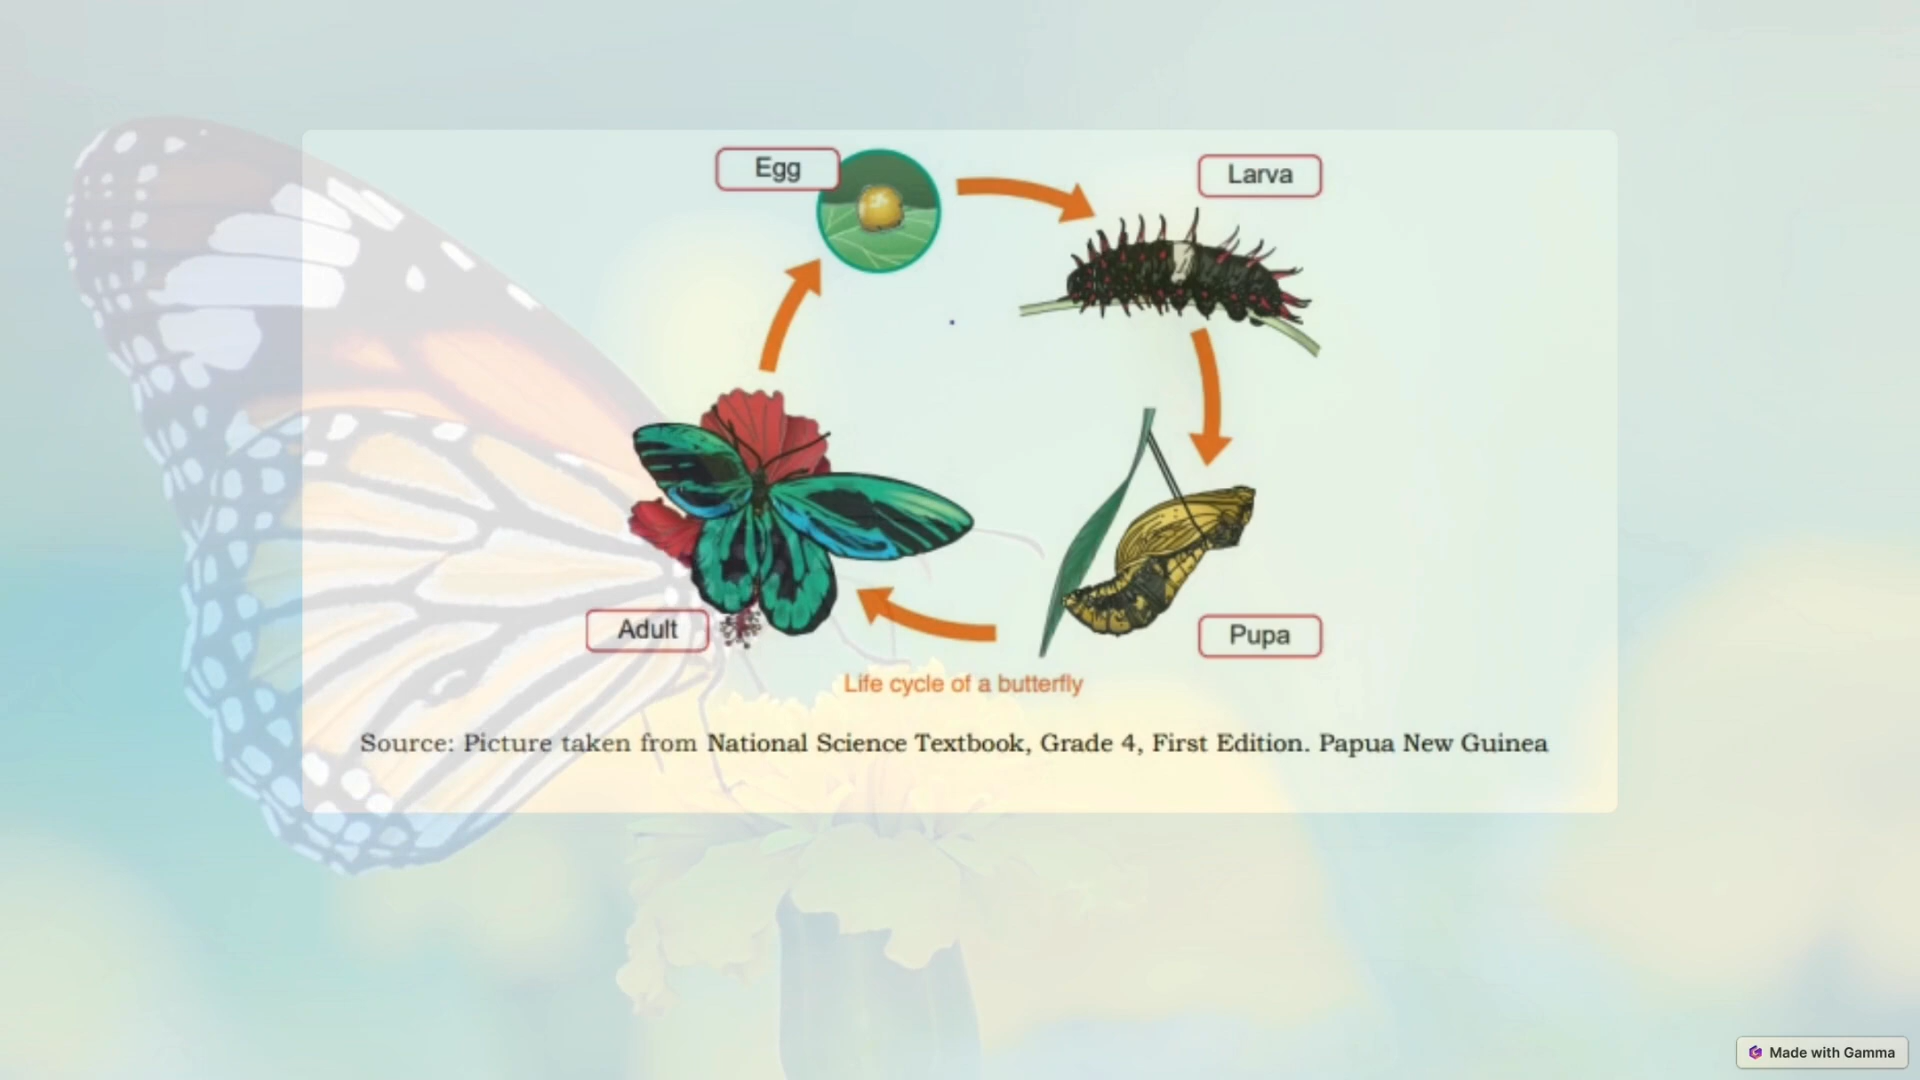 Egg
Larva
Adult
Pupa
Life cycle of a butterfly
Source: Picture taken from National Science Textbook, Grade 4, First Edition. Papua New Guinea
Made with Gamma